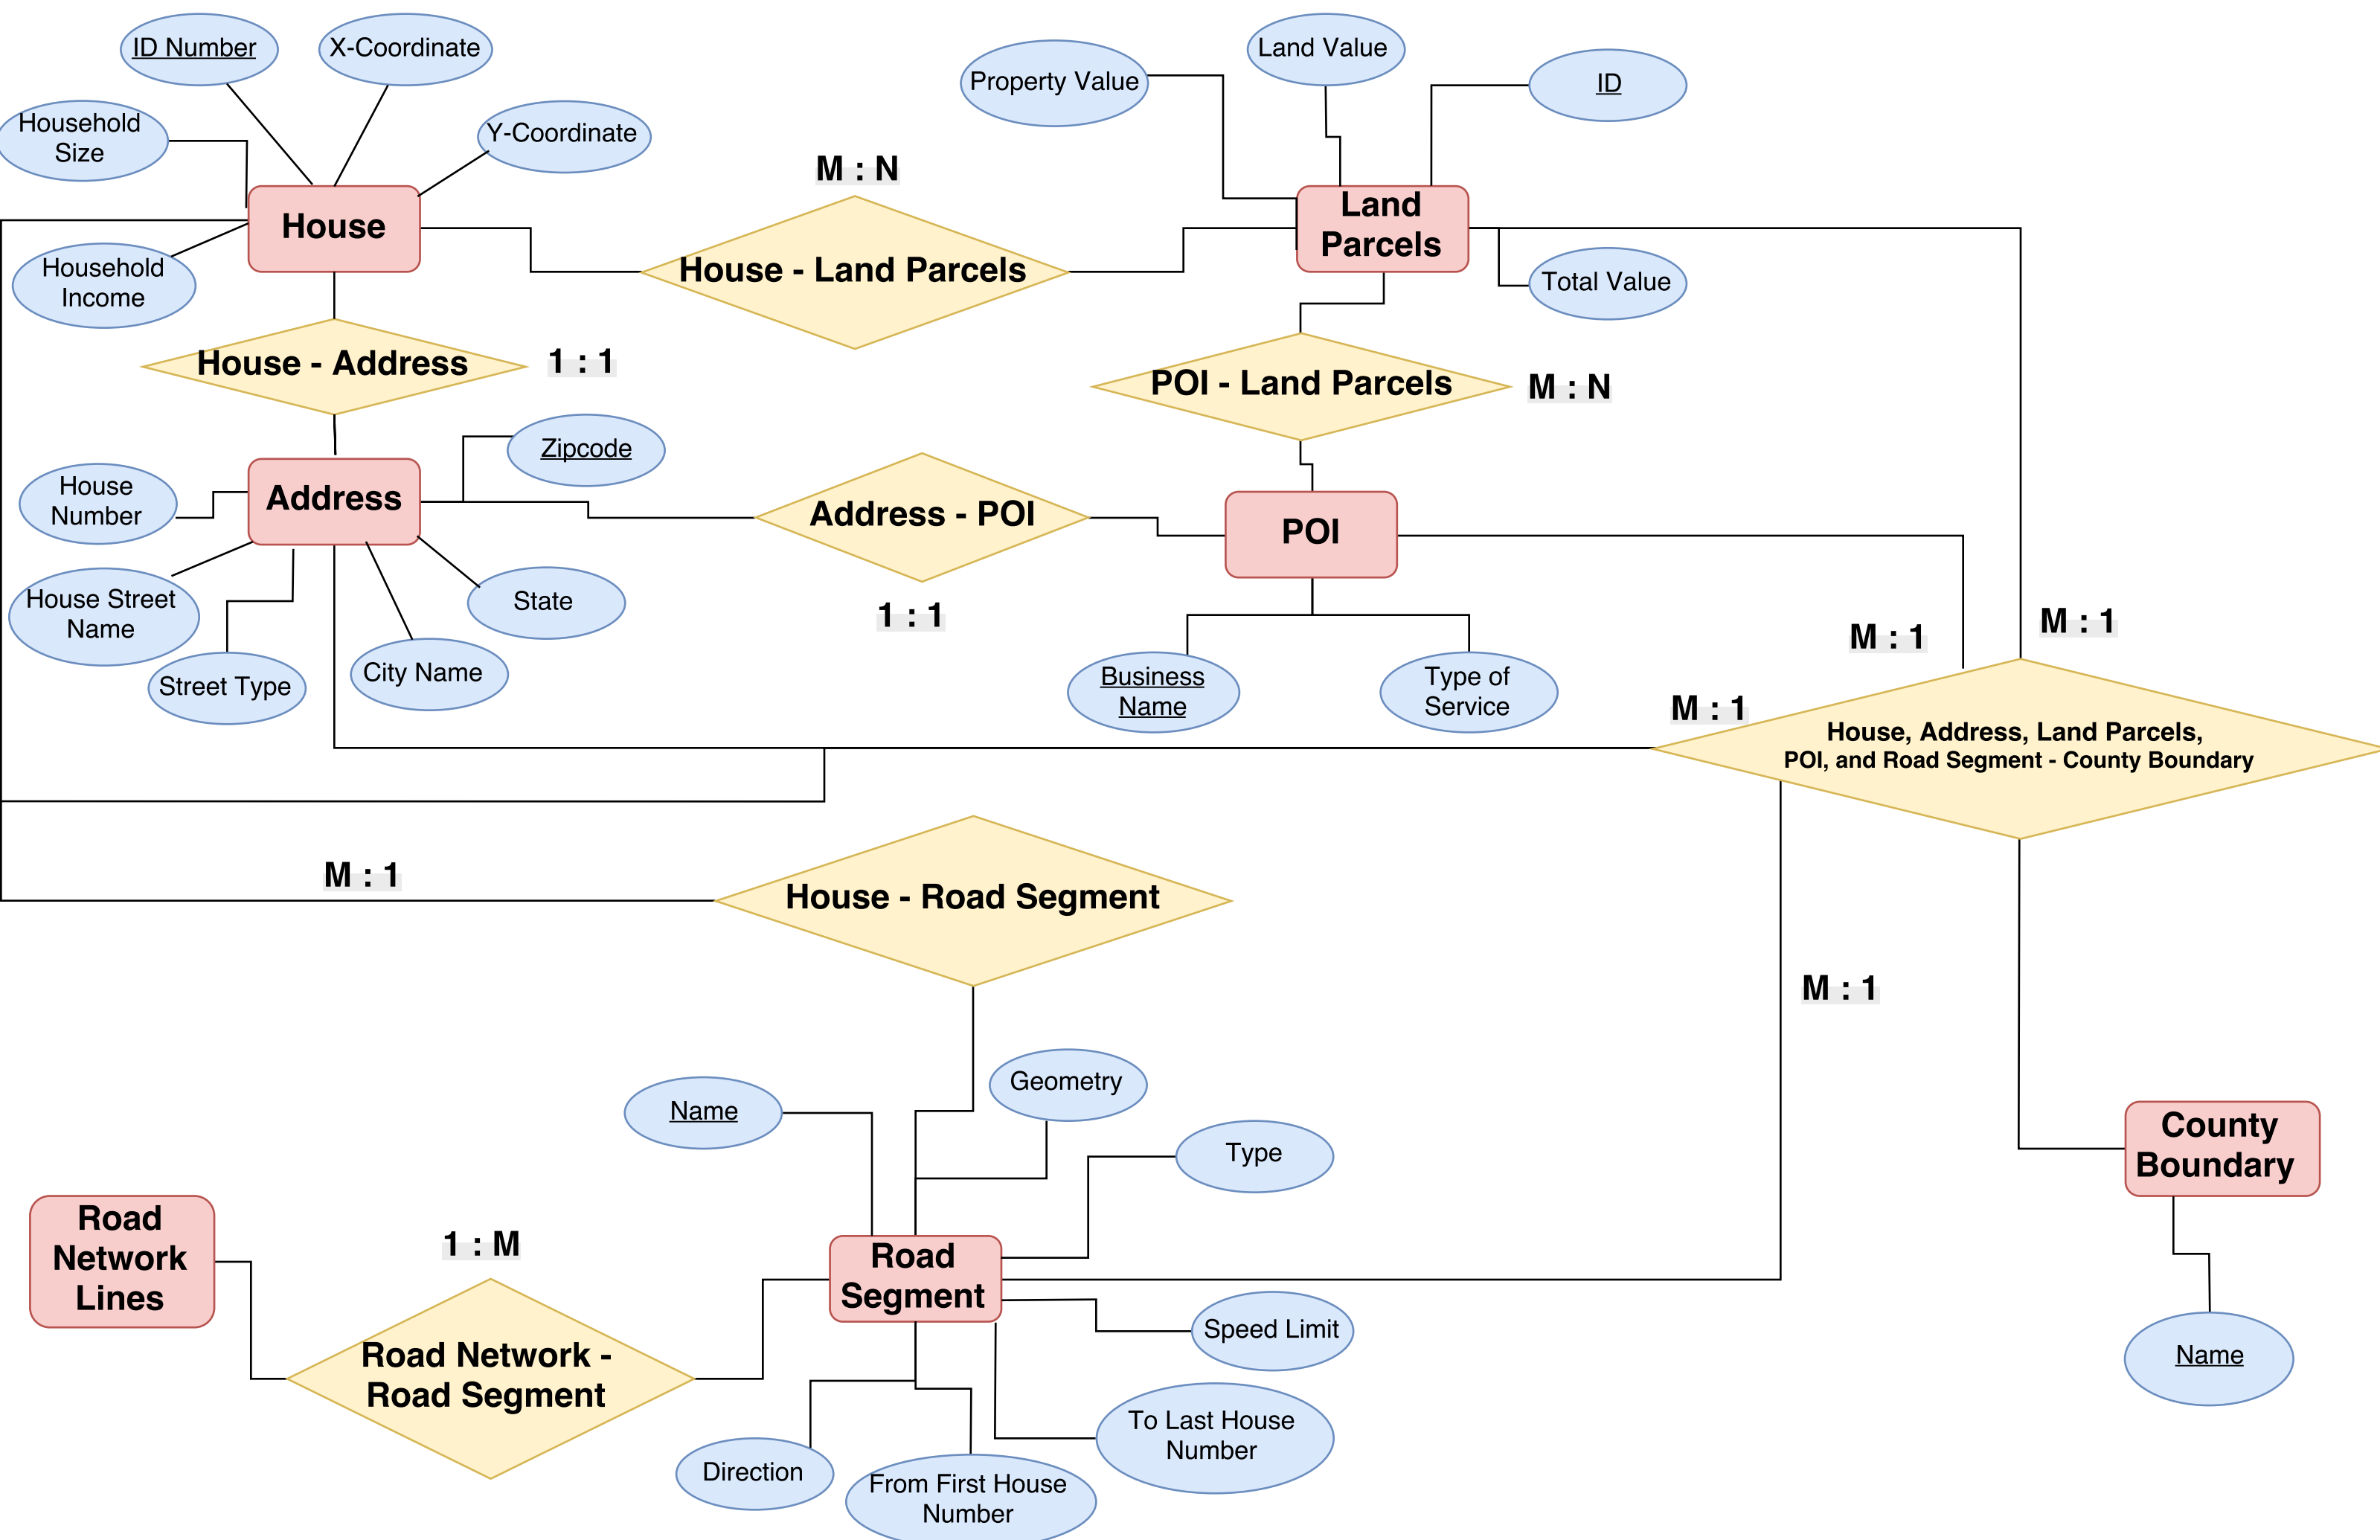 ID Number
X-Coordinate
Land Value
Property Value
ID
Household
Size
Y-Coordinate
M : N
House
Land
Parcels
Household
Income
House - Land Parcels
Total Value
House - Address
1 : 1
POI - Land Parcels
M : N
Zipcode
House
Number
Address
Address - POI
POI
House Street
Name
State
1 : 1
M : 1
M : 1
Street Type
City Name
Business
Name
Type of
Service
M : 1
House, Address, Land Parcels,
POI, and Road Segment - County Boundary
M : 1
House - Road Segment
M : 1
Geometry
Name
Type
County
Boundary
Road
Network
Lines
1 : M
Road
Segment
Speed Limit
Road Network -
Road Segment
Name
To Last House
Number
Direction
From First House
Number